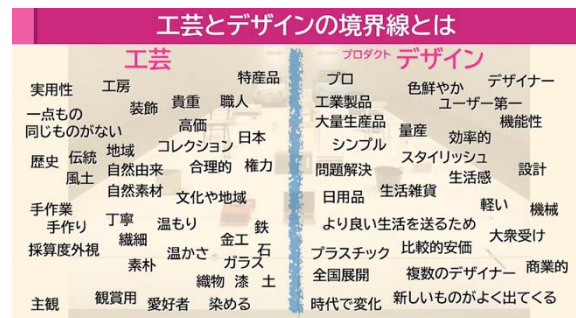 工芸とデザインの境界線とは
工芸
実用性
工房
特産品
一点もの
同じものがない
装飾
貴重
職人
高価
歴史
伝統
地域
コレクション
日本
風土
自然由来
合理的
権力
自然素材
文化や地域
手作業
手作り
丁寧
温もり
鉄
繊細
金工
石
採算度外視
温かさ
ガラス
素朴
織物
漆
土
主観
観賞用
愛好者
染める
プロダクト デザイン
プロ
色鮮やか
デザイナー
工業製品
ユーザー第一
大量生産品
量産
機能性
シンプル
効率的
問題解決
スタイリッシュ
生活感
設計
日用品
生活雑貨
軽い
機械
より良い生活を送るため
大衆受け
プラスチック
比較的安価
全国展開
複数のデザイナー
商業的
時代で変化
新しいものがよく出てくる